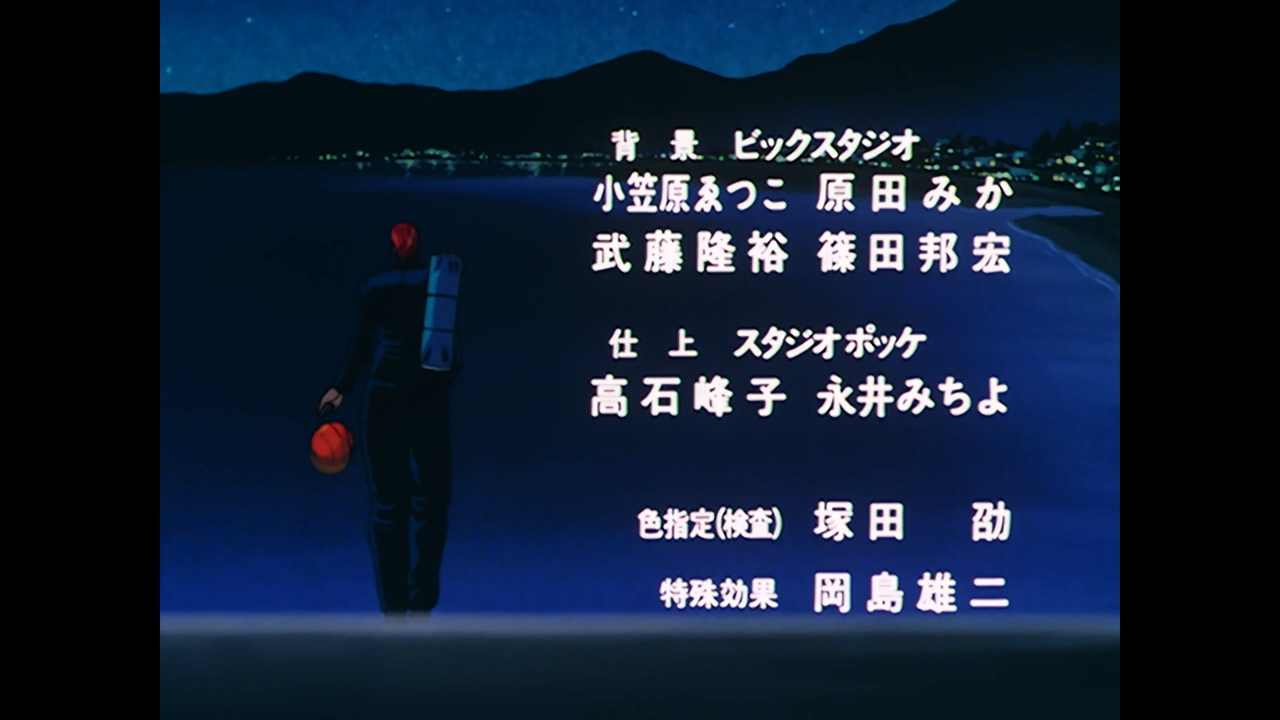 背景 ビックスタジオ
小笠原ゑつこ 原田みか
武藤隆裕 篠田邦宏
仕上 スタジオポッケ
高石峰子 永井みちよ
色指定(検査) 塚田 劭
特殊効果 岡島雄二